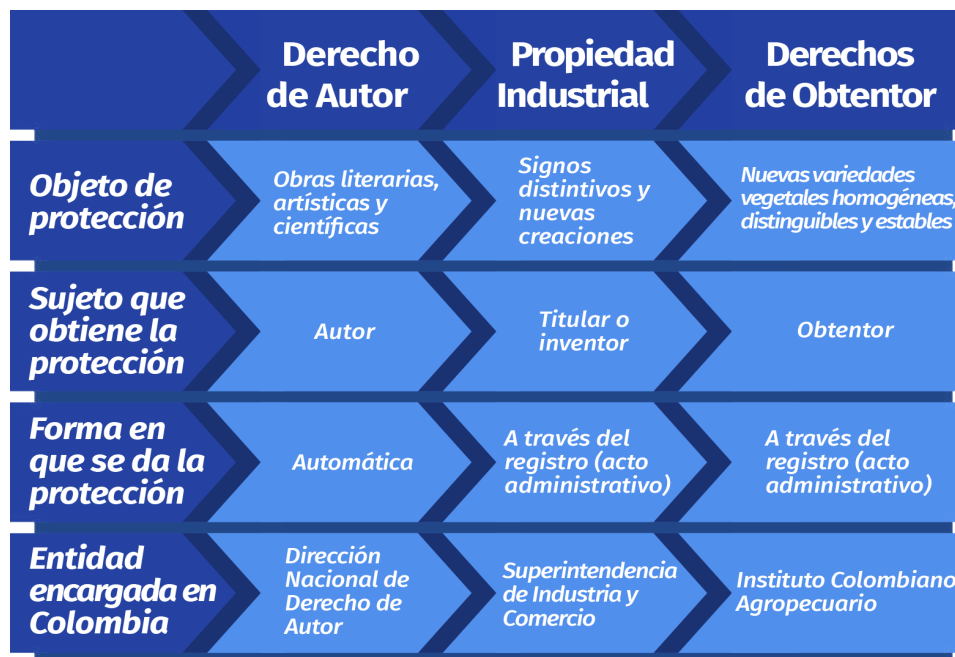 Derecho
de Autor
Propiedad
Industrial
Derechos
de Obtentor
Objeto de
protección
Obras literarias,
artísticas y
científicas
Signos
distintivos y
nuevas
creaciones
Nuevas variedades
vegetales homogéneas,
distinguibles y estables
Sujeto que
obtiene la
protección
Autor
Titular o
inventor
Obtentor
Forma en
que se da la
protección
Automática
A través del
registro (acto
administrativo)
A través del
registro (acto
administrativo)
Entidad
encargada en
Colombia
Dirección
Nacional de
Derecho de
Autor
Superintendencia
de Industria y
Comercio
Instituto Colombiano
Agropecuario